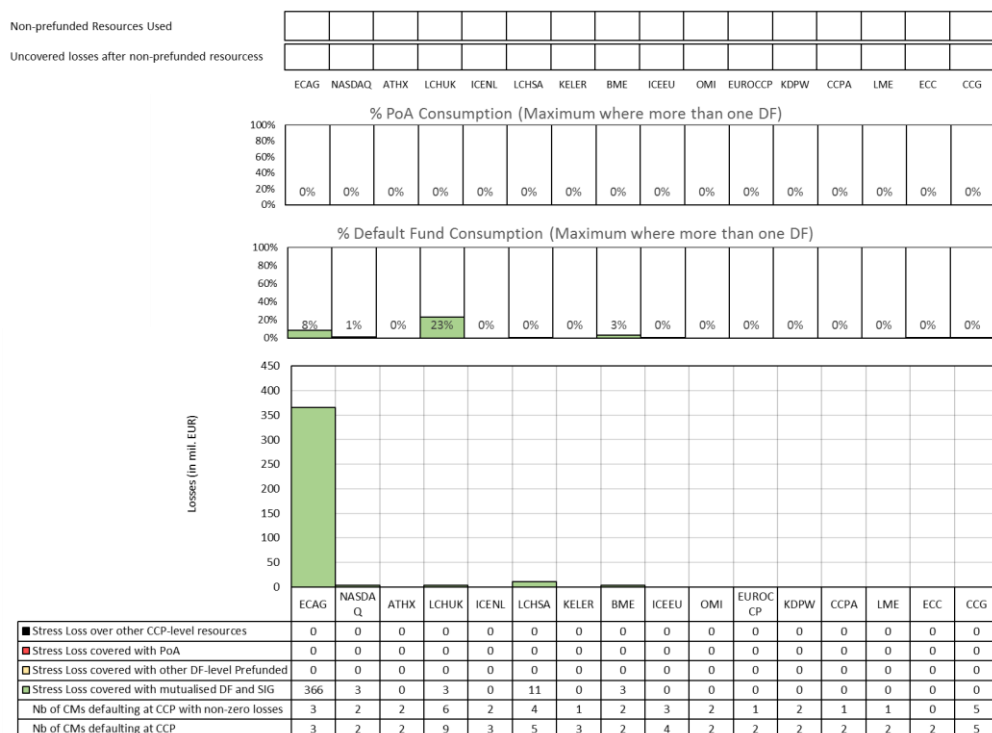 Non-prefunded Resources Used
Uncovered losses after non-prefunded resourcess
ECAG NASDAQ ATHX LCHUK ICENL LCHSA KELER BME ICEEU OMI EUROCCP KDPW CCPA LME ECC CCG
% PoA Consumption (Maximum where more than one DF)
100%
80%
60%
40%
20%
0%
0% 0% 0% 0% 0% 0% 0% 0% 0% 0% 0% 0% 0% 0% 0% 0%
% Default Fund Consumption (Maximum where more than one DF)
100%
80%
60%
40%
20%
0%
8% 1% 0% 23% 0% 0% 0% 3% 0% 0% 0% 0% 0% 0% 0% 0%
Losses (in mil. EUR)
450
400
350
300
250
200
150
100
50
0
ECAG NASDA Q ATHX LCHUK ICENL LCHSA KELER BME ICEEU OMI EUROC CP KDPW CCPA LME ECC CCG
Stress Loss over other CCP-level resources 0 0 0 0 0 0 0 0 0 0 0 0 0 0 0 0
Stress Loss covered with PoA 0 0 0 0 0 0 0 0 0 0 0 0 0 0 0 0
Stress Loss covered with other DF-level Prefunded 0 0 0 0 0 0 0 0 0 0 0 0 0 0 0 0
Stress Loss covered with mutualised DF and SIG 366 3 0 3 0 11 0 3 0 0 0 0 0 0 0 0
Nb of CMs defaulting at CCP with non-zero losses 3 2 2 6 2 4 1 2 3 2 1 2 1 1 0 5
Nb of CMs defaulting at CCP 3 2 2 9 3 5 3 2 4 2 2 2 2 2 2 5